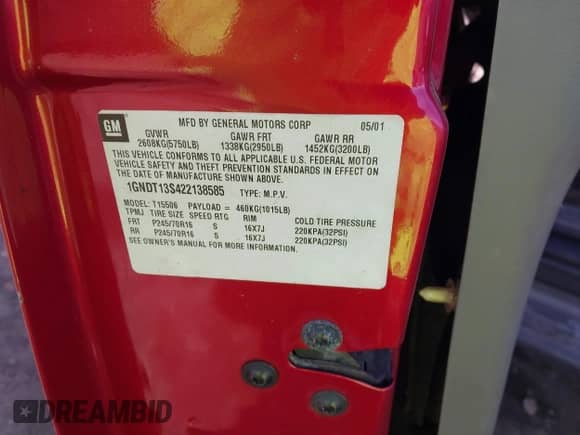 GM
MFD BY GENERAL MOTORS CORP 05/01
GVWR GAWR FRT GAWR RR
2608KG(5750LB) 1338KG(2950LB) 1452KG(3200LB)
THIS VEHICLE CONFORMS TO ALL APPLICABLE U.S. FEDERAL MOTOR
VEHICLE SAFETY AND THEFT PREVENTION STANDARDS IN EFFECT ON
THE DATE OF MANUFACTURE SHOWN ABOVE.
1GNDT13S422138585 TYPE: M.P.V.
MODEL: T15506 PAYLOAD = 460KG(1015LB)
TPMJ TIRE SIZE SPEED RTG RIM COLD TIRE PRESSURE
FRT P245/70R16 S 16X7J 220KPA(32PSI)
RR P245/70R16 S 16X7J 220KPA(32PSI)
SEE OWNER'S MANUAL FOR MORE INFORMATION.
DREAMBID